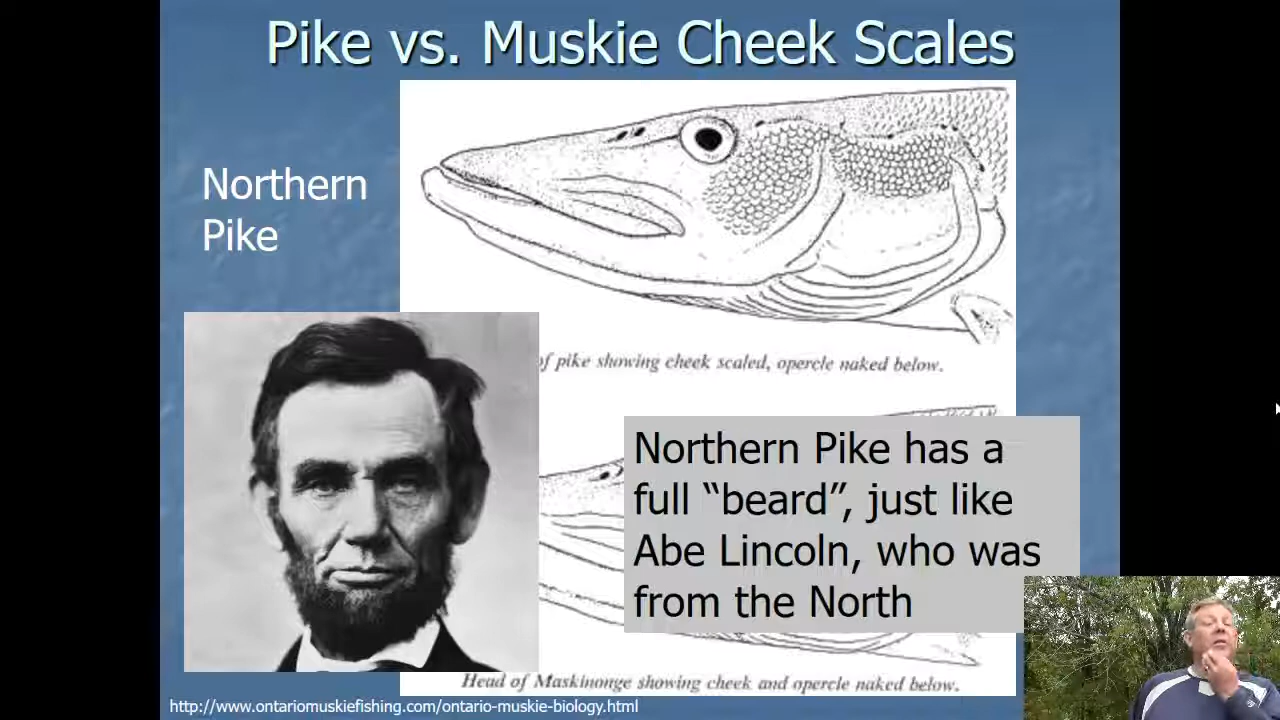 Pike vs. Muskie Cheek Scales
Northern
Pike
of pike showing cheek scaled, opercle naked below.
Northern Pike has a
full “beard”, just like
Abe Lincoln, who was
from the North
Head of Maskinonge showing cheek and opercle naked below.
http://www.ontariomuskiefishing.com/ontario-muskie-biology.html